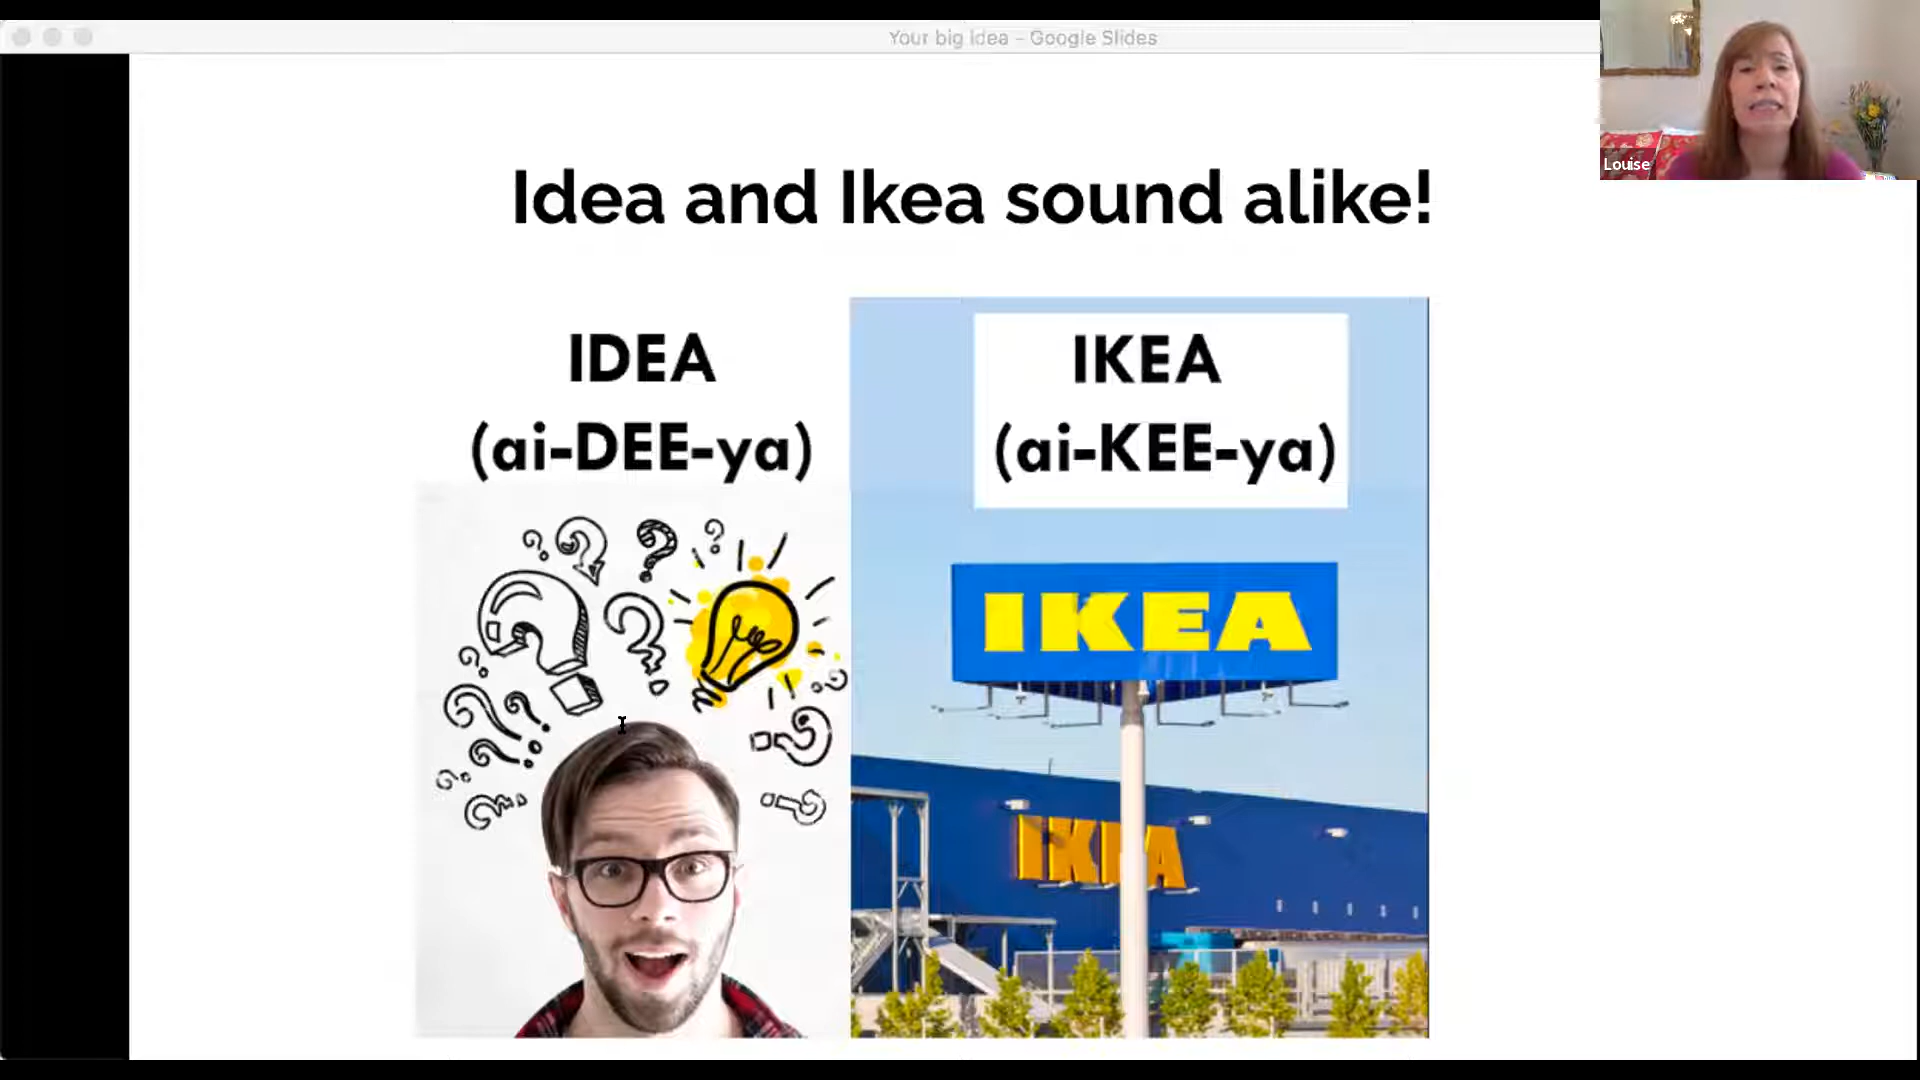 Your big idea – Google Slides
Louise
Idea and Ikea sound alike!
IDEA
(ai-DEE-ya)
IKEA
(ai-KEE-ya)
IKEA
IKEA